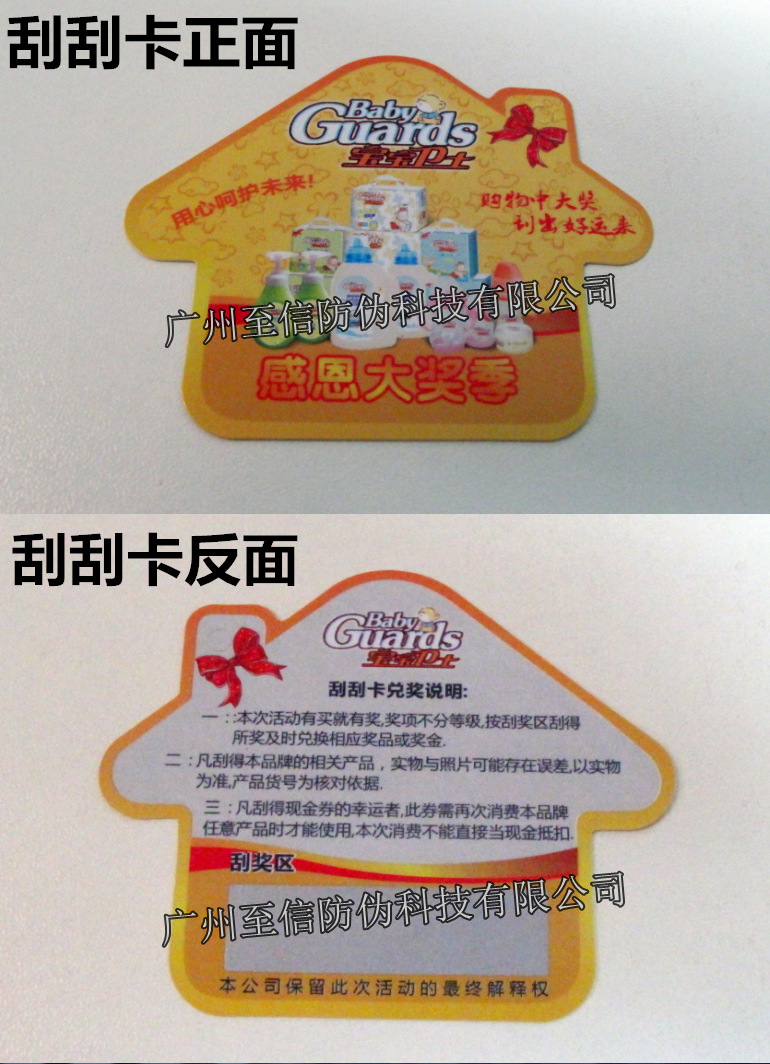 刮刮卡正面
Baby
Guards
宝宝卫士
用心呵护未来!
购物中大奖
刮出好运来
广州至信防伪科技有限公司
感恩大奖季
刮刮卡反面
Baby
Guards
宝宝卫士
刮刮卡兑奖说明:
一：:本次活动有买就有奖,奖项不分等级,按刮奖区刮得
所奖及时兑换相应奖品或奖金.
二：凡刮得本品牌的相关产品，实物与照片可能存在误差,以实物
为准,产品货号为核对依据.
三：凡刮得现金券的幸运者,此券需再次消费本品牌
任意产品时才能使用,本次消费不能直接当现金抵扣.
刮奖区
广州至信防伪科技有限公司
本公司保留此次活动的最终解释权